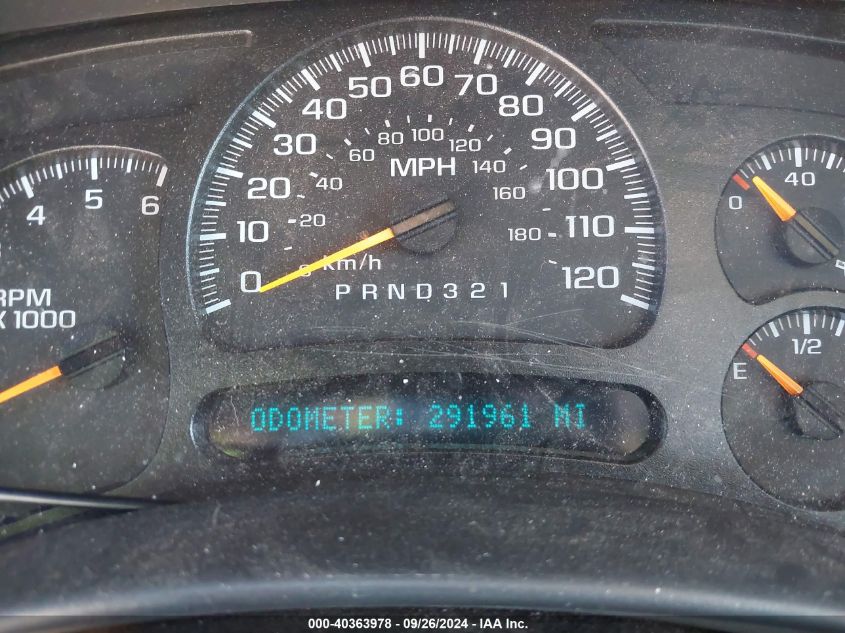 0 10 20 30 40 50 60 70 80 90 100 110 120
20 40 60 80 100 120 140 160 180
MPH
km/h
PRND321
4 5 6
RPM
X 1000
0 40
E 1/2
ODOMETER: 291961 MI
000-40363978 - 09/26/2024 - IAA Inc.